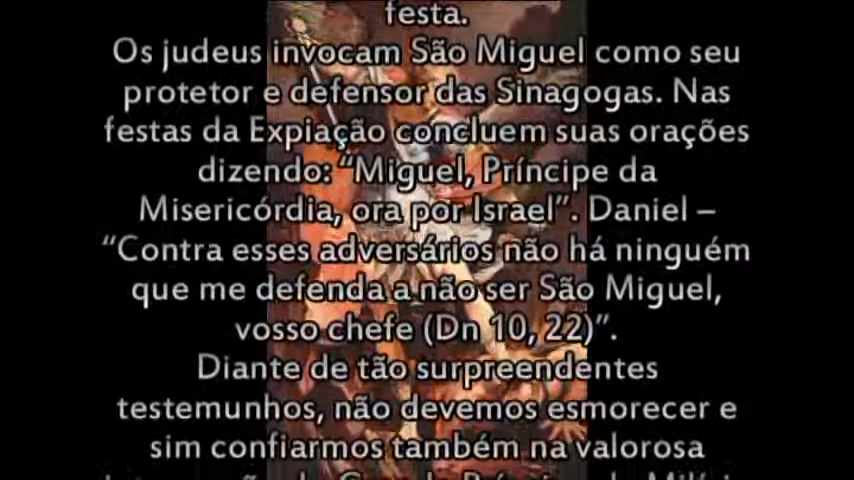 festa.
Os judeus invocam São Miguel como seu
protetor e defensor das Sinagogas. Nas
festas da Expiação concluem suas orações
dizendo: “Miguel, Príncipe da
Misericórdia, ora por Israel”. Daniel –
“Contra esses adversários não há ninguém
que me defenda a não ser São Miguel,
vosso chefe (Dn 10, 22)”.
Diante de tão surpreendentes
testemunhos, não devemos esmorecer e
sim confiarmos também na valorosa